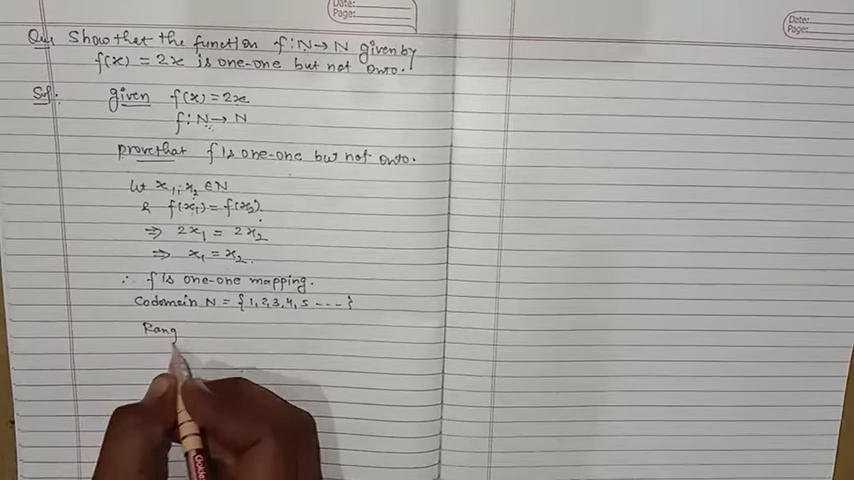 Date:
Page:
Date:
Page:
Que. Show that the function f: N → N given by
f(x) = 2x is one-one but not onto.
Sol. given f(x) = 2x
f: N → N
prove that f is one-one but not onto.
Let x₁, x₂ ∈ N
& f(x₁) = f(x₂).
⇒ 2x₁ = 2x₂
⇒ x₁ = x₂.
∴ f is one-one mapping.
Codomein N = {1, 2, 3, 4, 5 ----}
Rang